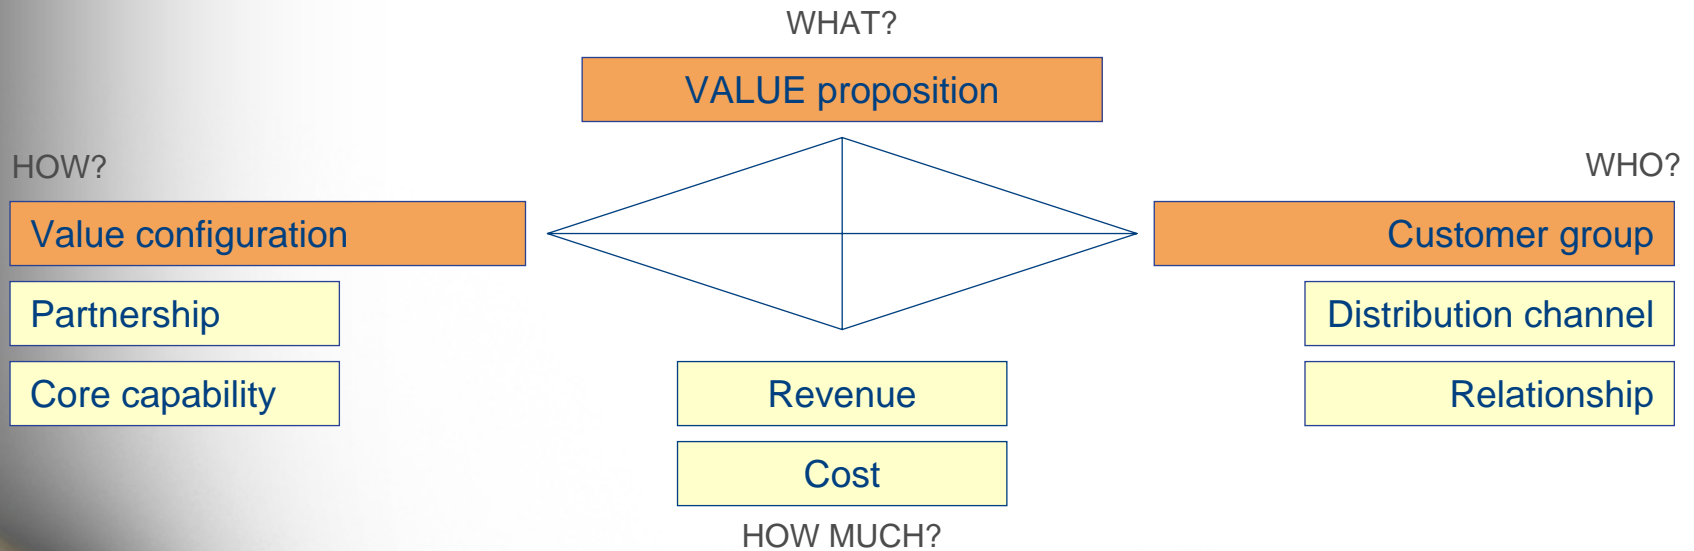 WHAT?
VALUE proposition
HOW?
WHO?
Value configuration
Customer group
Partnership
Distribution channel
Core capability
Revenue
Relationship
Cost
HOW MUCH?